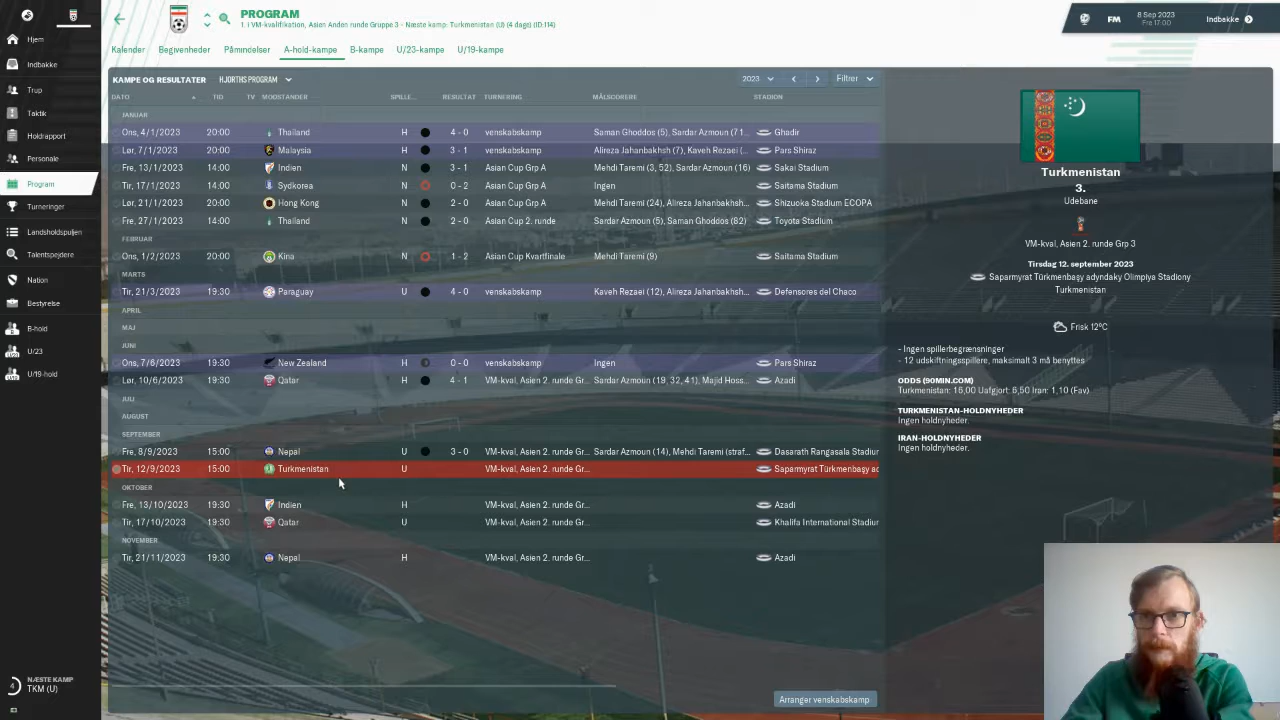 PROGRAM
1. i VM-kvalifikation, Asien Anden runde Gruppe 3 - Næste kamp: Turkmenistan (U) (4 dage) (ID:114)
FM
8 Sep 2023
Fre 17:00
Indbakke
Hjem
Indbakke
Trup
Taktik
Holdrapport
Personale
Program
Turneringer
Landsholdspuljen
Talentspejdere
Nation
Bestyrelse
B-hold
U/23
U/19-hold
NÆSTE KAMP
TKM (U)
Kalender Begivenheder Påmindelser A-hold-kampe B-kampe U/23-kampe U/19-kampe
KAMPE OG RESULTATER HJORTHS PROGRAM 2023 Filtrer
DATO TID TV MODSTANDER SPILLE... RESULTAT TURNERING MÅLSCORERE STADION
JANUAR
Ons, 4/1/2023 20:00 Thailand H 4 - 0 venskabskamp Saman Ghoddos (5), Sardar Azmoun (7 1... Ghadir
Lør, 7/1/2023 20:00 Malaysia H 3 - 1 venskabskamp Alireza Jahanbakhsh (7), Kaveh Rezaei (... Pars Shiraz
Fre, 13/1/2023 14:00 Indien N 3 - 1 Asian Cup Grp A Mehdi Taremi (3, 52), Sardar Azmoun (16) Sakai Stadium
Tir, 17/1/2023 14:00 Sydkorea N 0 - 2 Asian Cup Grp A Ingen Saitama Stadium
Lør, 21/1/2023 20:00 Hong Kong N 2 - 0 Asian Cup Grp A Mehdi Taremi (24), Alireza Jahanbakhsh... Shizuoka Stadium ECOPA
Fre, 27/1/2023 14:00 Thailand N 2 - 0 Asian Cup 2. runde Sardar Azmoun (5), Saman Ghoddos (82) Toyota Stadium
FEBRUAR
Ons, 1/2/2023 20:00 Kina N 1 - 2 Asian Cup Kvartfinale Mehdi Taremi (9) Saitama Stadium
MARTS
Tir, 21/3/2023 19:30 Paraguay U 4 - 0 venskabskamp Kaveh Rezaei (12), Alireza Jahanbakhsh... Defensores del Chaco
APRIL
MAJ
JUNI
Ons, 7/6/2023 19:30 New Zealand H 0 - 0 venskabskamp Ingen Pars Shiraz
Lør, 10/6/2023 19:30 Qatar H 4 - 1 VM-kval, Asien 2. runde Gr... Sardar Azmoun (19, 32, 41), Majid Hoss... Azadi
JULI
AUGUST
SEPTEMBER
Fre, 8/9/2023 15:00 Nepal U 3 - 0 VM-kval, Asien 2. runde Gr... Sardar Azmoun (14), Mehdi Taremi (straf... Dasarath Rangasala Stadiur
Tir, 12/9/2023 15:00 Turkmenistan U VM-kval, Asien 2. runde Gr... Saparmyrat Türkmenbaşy ad
OKTOBER
Fre, 13/10/2023 19:30 Indien H VM-kval, Asien 2. runde Gr... Azadi
Tir, 17/10/2023 19:30 Qatar U VM-kval, Asien 2. runde Gr... Khalifa International Stadiur
NOVEMBER
Tir, 21/11/2023 19:30 Nepal H VM-kval, Asien 2. runde Gr... Azadi
Arranger venskabskamp
Turkmenistan
3.
Udebane
VM-kval, Asien 2. runde Grp 3
Tirsdag 12. september 2023
Saparmyrat Türkmenbaşy adyndaky Olimpiya Stadiony
Turkmenistan
Frisk 12°C
- Ingen spillerbegrænsninger
- 12 udskiftningsspillere, maksimalt 3 må benyttes
ODDS (90MIN.COM)
Turkmenistan: 16,00 Uafgjort: 6,50 Iran: 1,10 (Fav)
TURKMENISTAN-HOLDNYHEDER
Ingen holdnyheder.
IRAN-HOLDNYHEDER
Ingen holdnyheder.